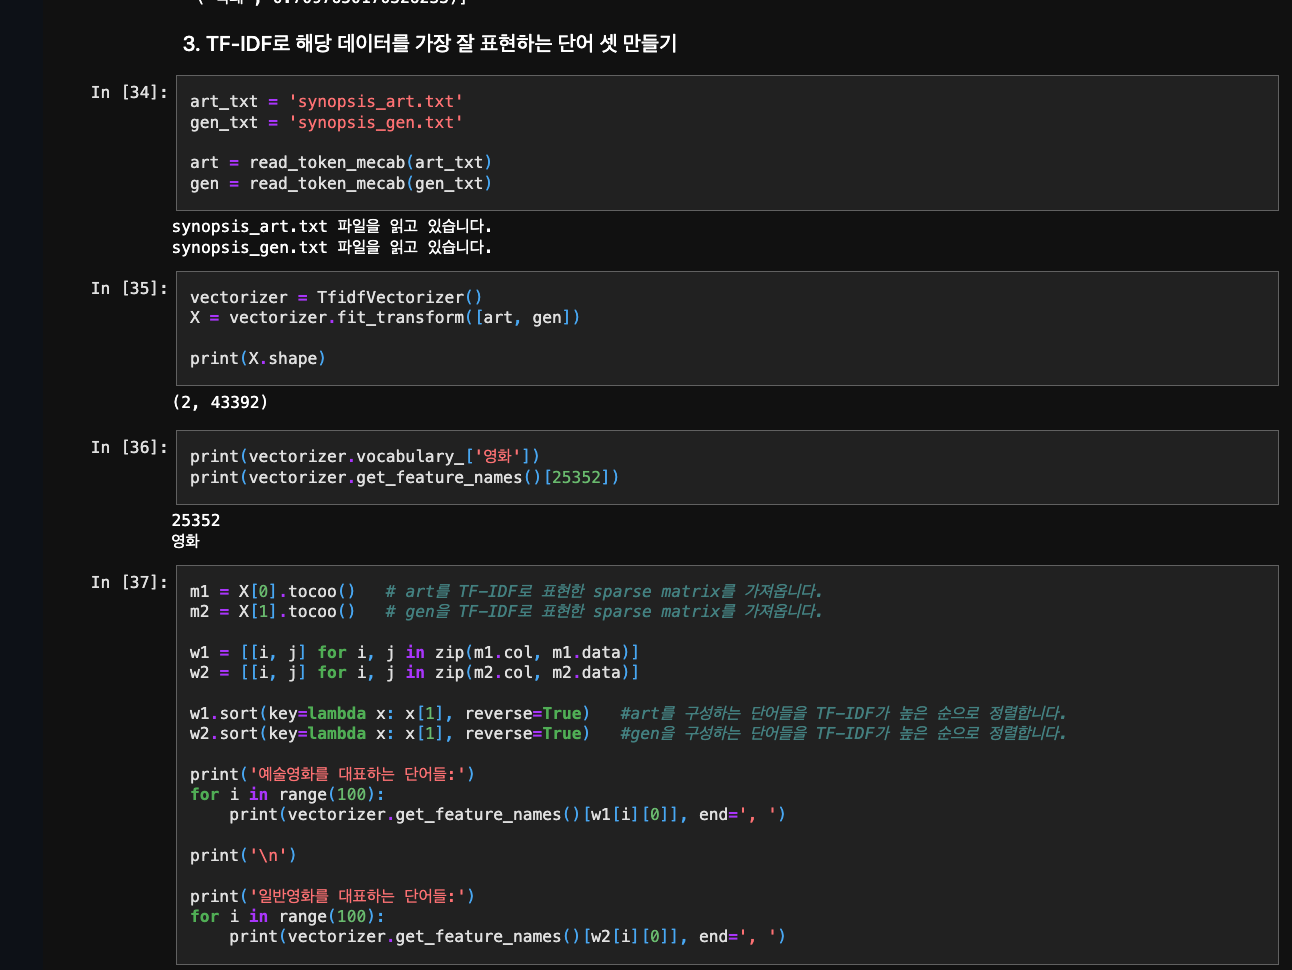 3. TF-IDF로 해당 데이터를 가장 잘 표현하는 단어 셋 만들기
In [34]:
art_txt = 'synopsis_art.txt'
gen_txt = 'synopsis_gen.txt'
art = read_token_mecab(art_txt)
gen = read_token_mecab(gen_txt)
synopsis_art.txt 파일을 읽고 있습니다.
synopsis_gen.txt 파일을 읽고 있습니다.
In [35]:
vectorizer = TfidfVectorizer()
X = vectorizer.fit_transform([art, gen])
print(X.shape)
(2, 43392)
In [36]:
print(vectorizer.vocabulary_['영화'])
print(vectorizer.get_feature_names()[25352])
25352
영화
In [37]:
m1 = X[0].tocoo()   # art를 TF-IDF로 표현한 sparse matrix를 가져옵니다.
m2 = X[1].tocoo()   # gen을 TF-IDF로 표현한 sparse matrix를 가져옵니다.
w1 = [[i, j] for i, j in zip(m1.col, m1.data)]
w2 = [[i, j] for i, j in zip(m2.col, m2.data)]
w1.sort(key=lambda x: x[1], reverse=True)   #art를 구성하는 단어들을 TF-IDF가 높은 순으로 정렬합니다.
w2.sort(key=lambda x: x[1], reverse=True)   #gen을 구성하는 단어들을 TF-IDF가 높은 순으로 정렬합니다.
print('예술영화를 대표하는 단어들:')
for i in range(100):
    print(vectorizer.get_feature_names()[w1[i][0]], end=', ')
print('\n')
print('일반영화를 대표하는 단어들:')
for i in range(100):
    print(vectorizer.get_feature_names()[w2[i][0]], end=', ')